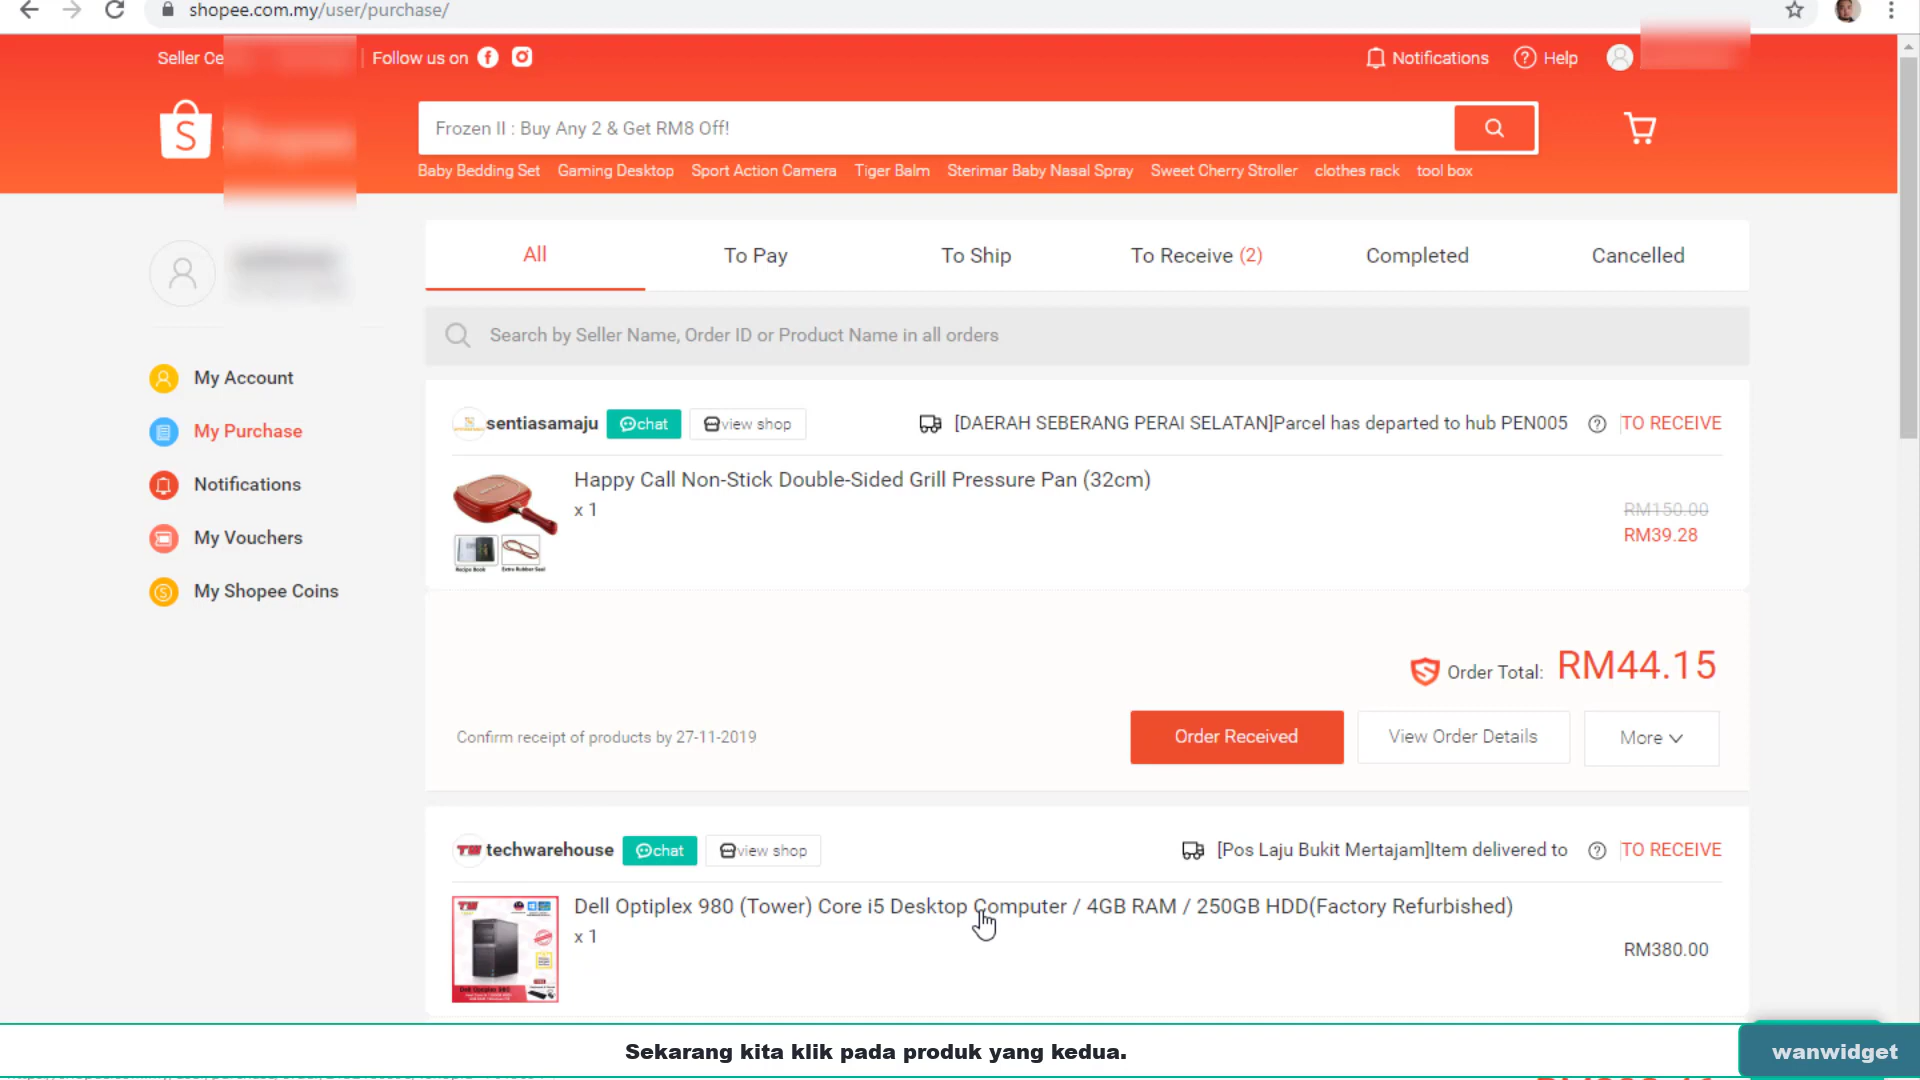 shopee.com.my/user/purchase/
Seller Ce
Follow us on
Notifications
Help
S
Frozen II : Buy Any 2 & Get RM8 Off!
Baby Bedding Set Gaming Desktop Sport Action Camera Tiger Balm Sterimar Baby Nasal Spray Sweet Cherry Stroller clothes rack tool box
All
To Pay
To Ship
To Receive (2)
Completed
Cancelled
Search by Seller Name, Order ID or Product Name in all orders
My Account
My Purchase
Notifications
My Vouchers
My Shopee Coins
sentiasamaju chat view shop
[DAERAH SEBERANG PERAI SELATAN]Parcel has departed to hub PEN005
TO RECEIVE
Happy Call Non-Stick Double-Sided Grill Pressure Pan (32cm)
x 1
RM150.00
RM39.28
Recipe Book Extra Rubber Seal
Order Total: RM44.15
Confirm receipt of products by 27-11-2019
Order Received
View Order Details
More
techwarehouse chat view shop
[Pos Laju Bukit Mertajam]Item delivered to
TO RECEIVE
Dell Optiplex 980 (Tower) Core i5 Desktop Computer / 4GB RAM / 250GB HDD(Factory Refurbished)
x 1
RM380.00
Dell Optiplex 980
Sekarang kita klik pada produk yang kedua.
wanwidget